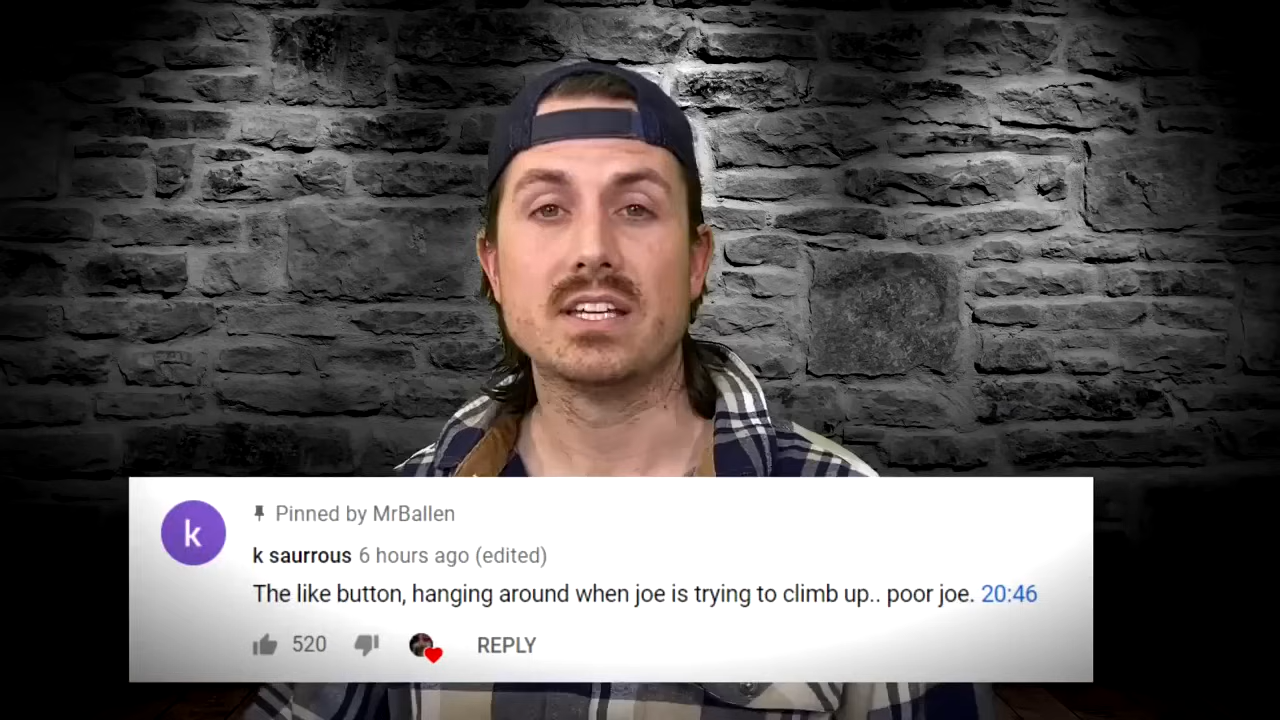 k
Pinned by MrBallen
k saurrous 6 hours ago (edited)
The like button, hanging around when joe is trying to climb up.. poor joe. 20:46
520 REPLY